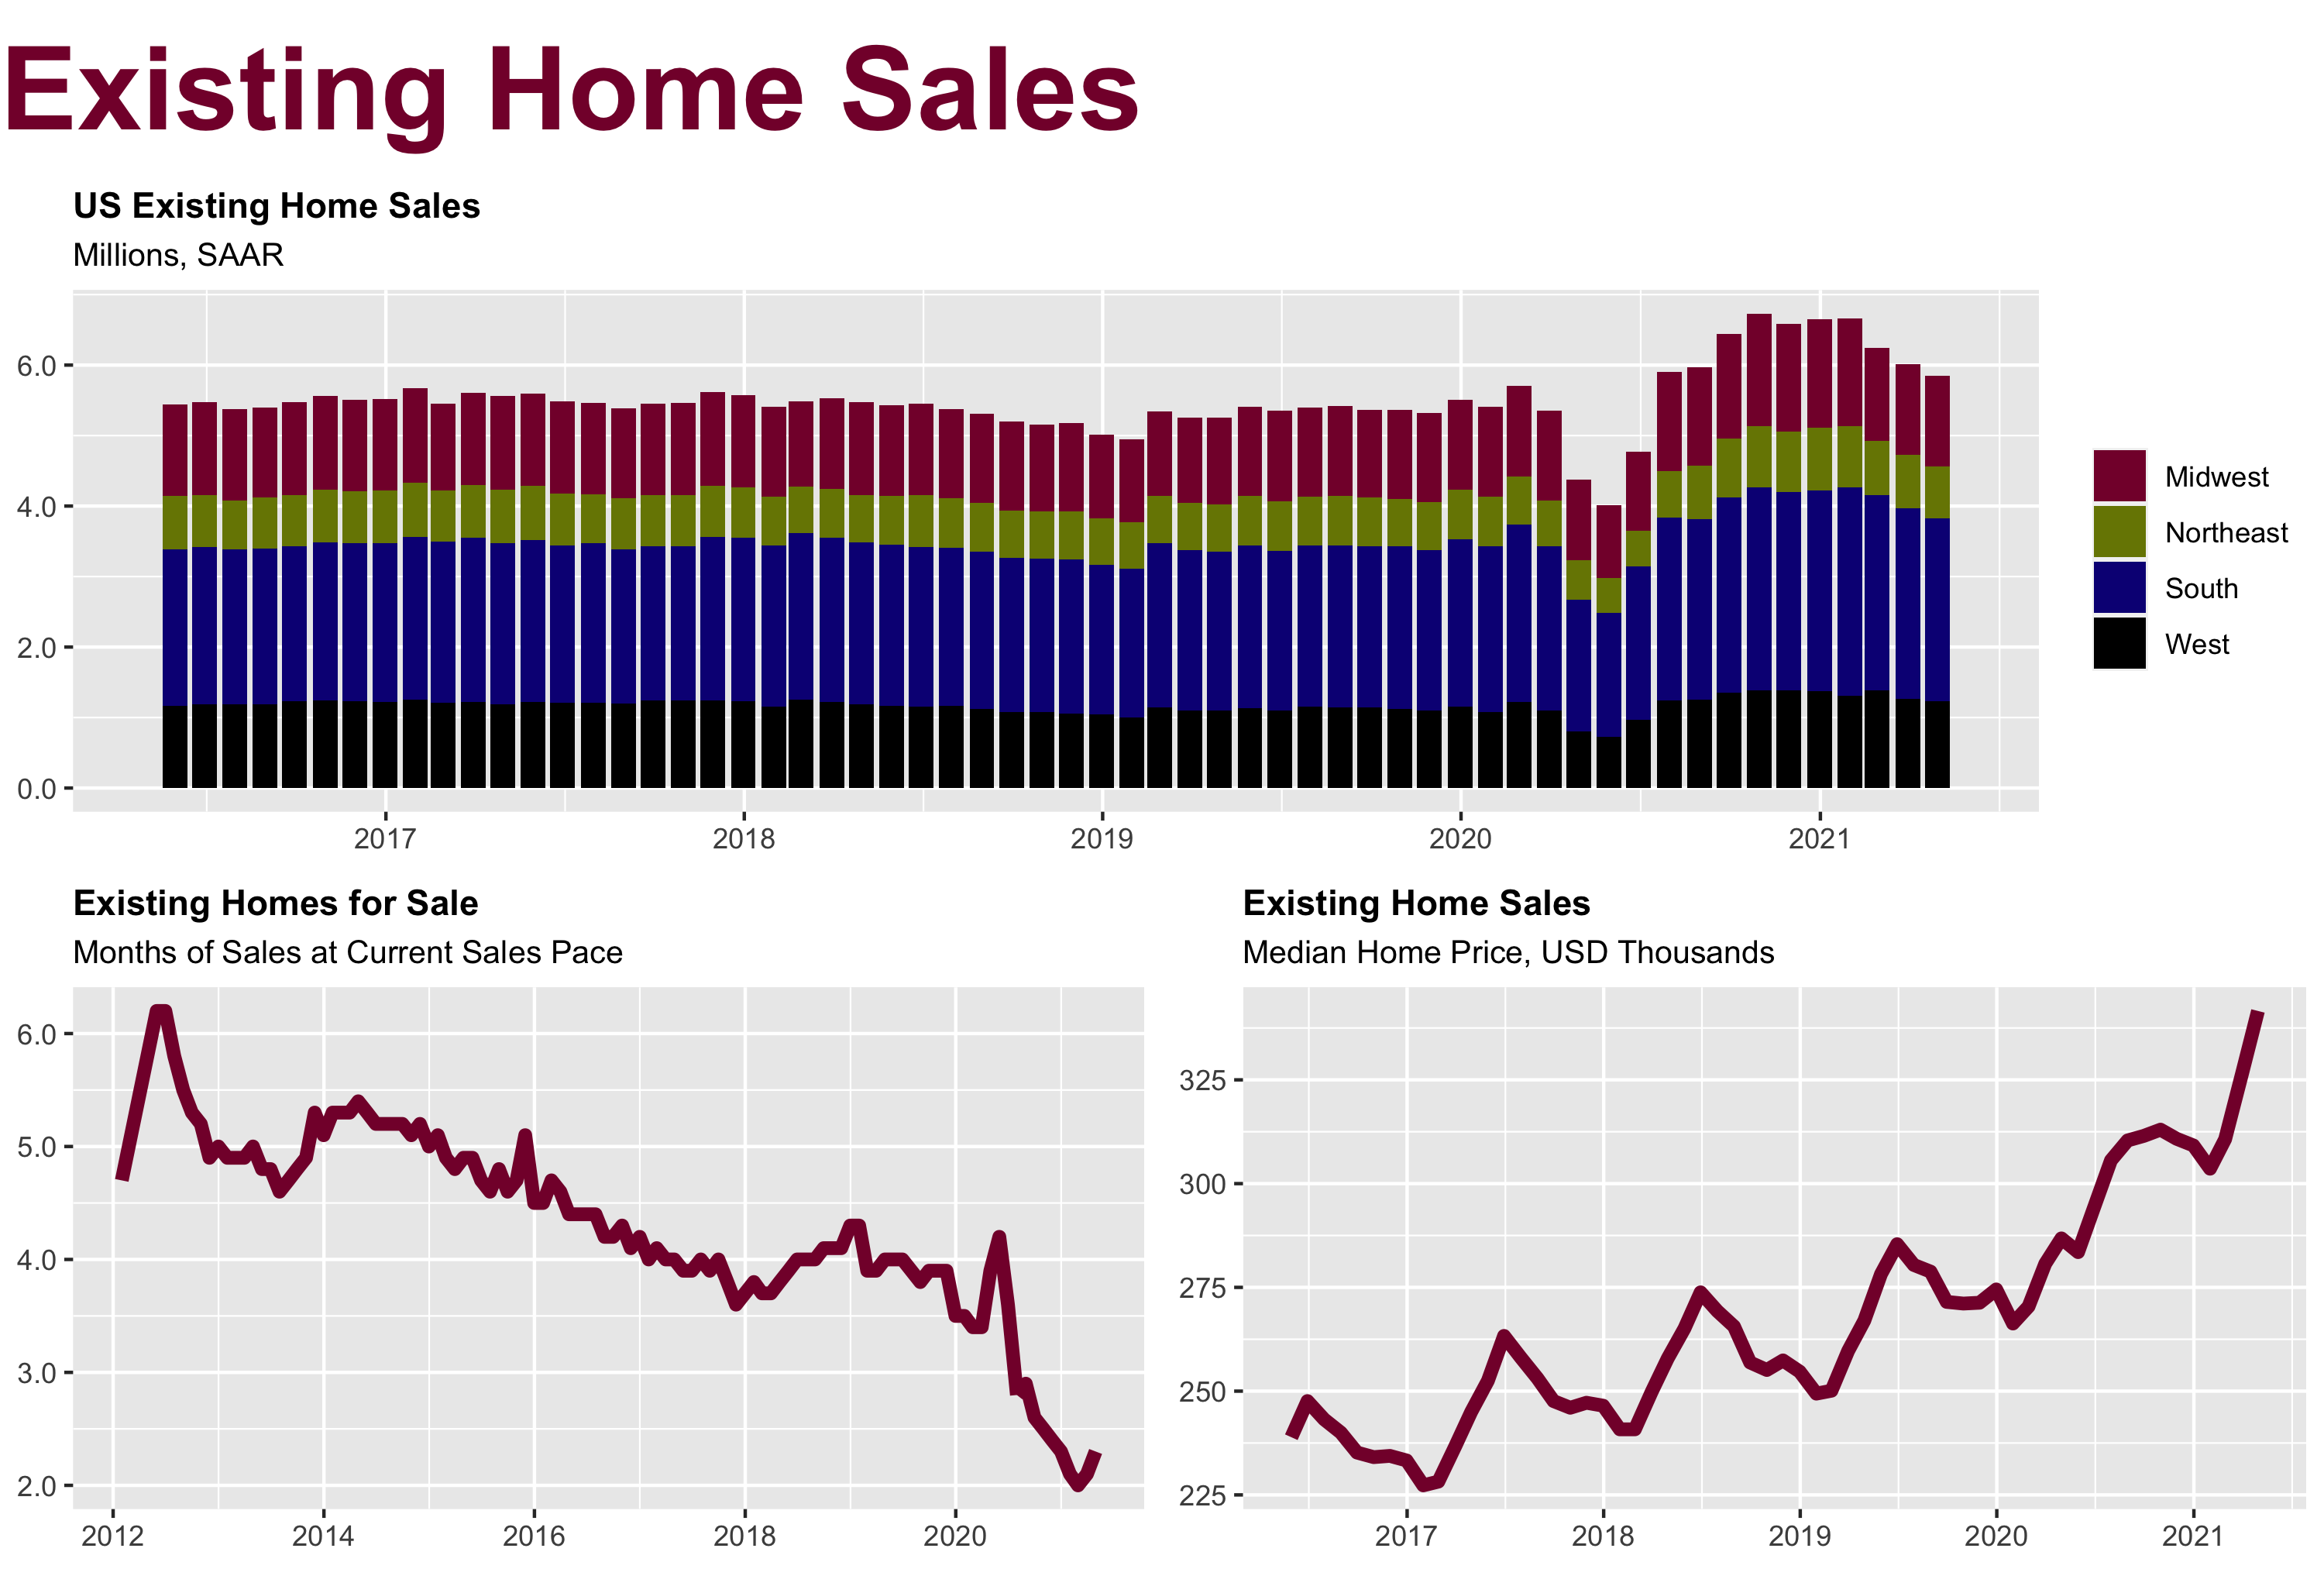 Existing Home Sales
US Existing Home Sales
Millions, SAAR
6.0
4.0
2.0
0.0
2017 2018 2019 2020 2021
Midwest
Northeast
South
West
Existing Homes for Sale
Months of Sales at Current Sales Pace
6.0
5.0
4.0
3.0
2.0
2012 2014 2016 2018 2020
Existing Home Sales
Median Home Price, USD Thousands
325
300
275
250
225
2017 2018 2019 2020 2021